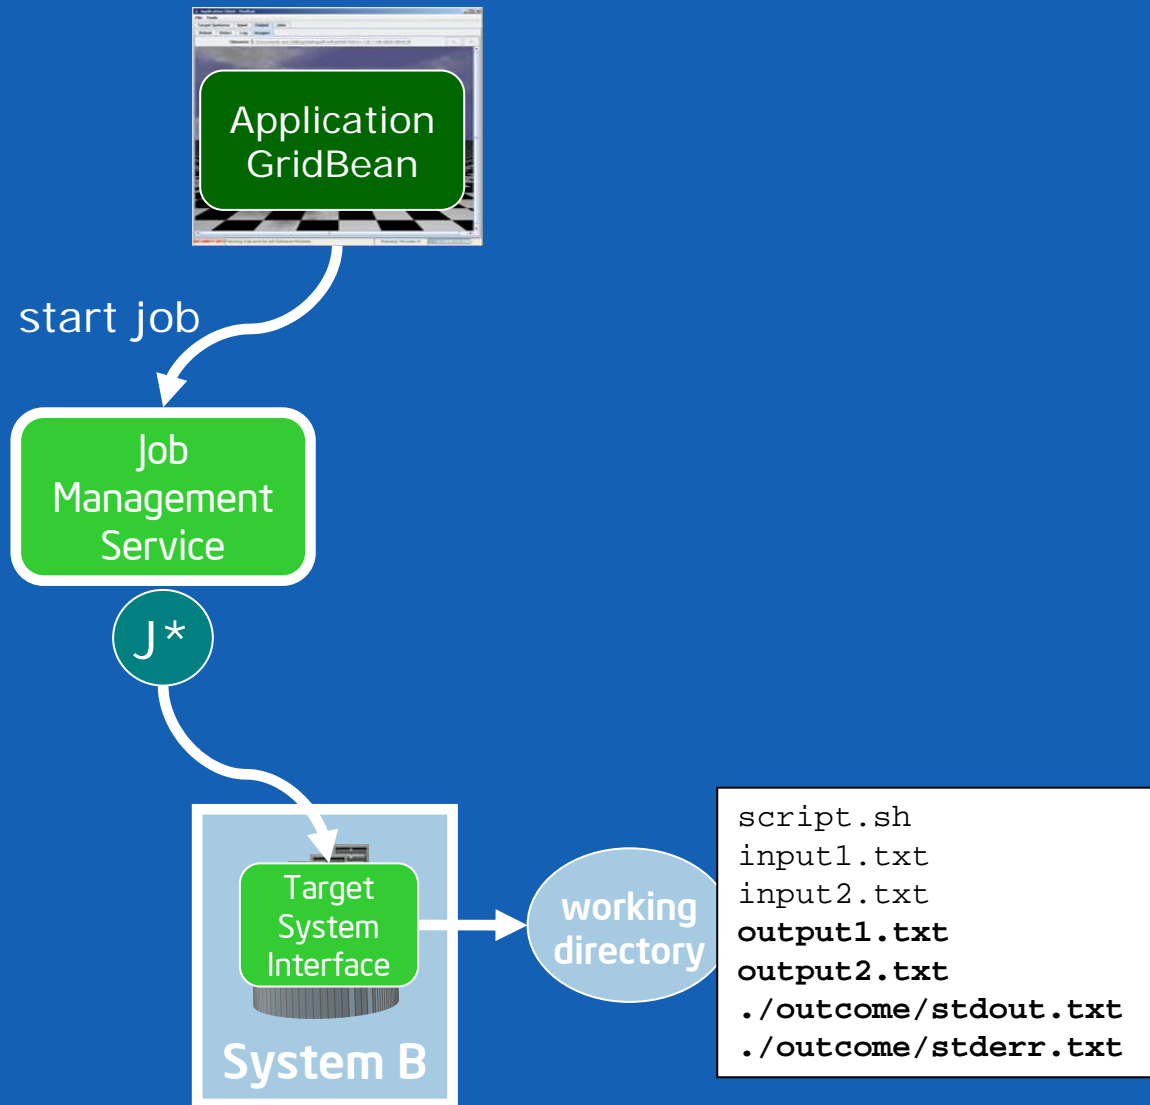 Application
GridBean
start job
Job
Management
Service
J*
Target
System
Interface
System B
working
directory
script.sh
input1.txt
input2.txt
output1.txt
output2.txt
./outcome/stdout.txt
./outcome/stderr.txt